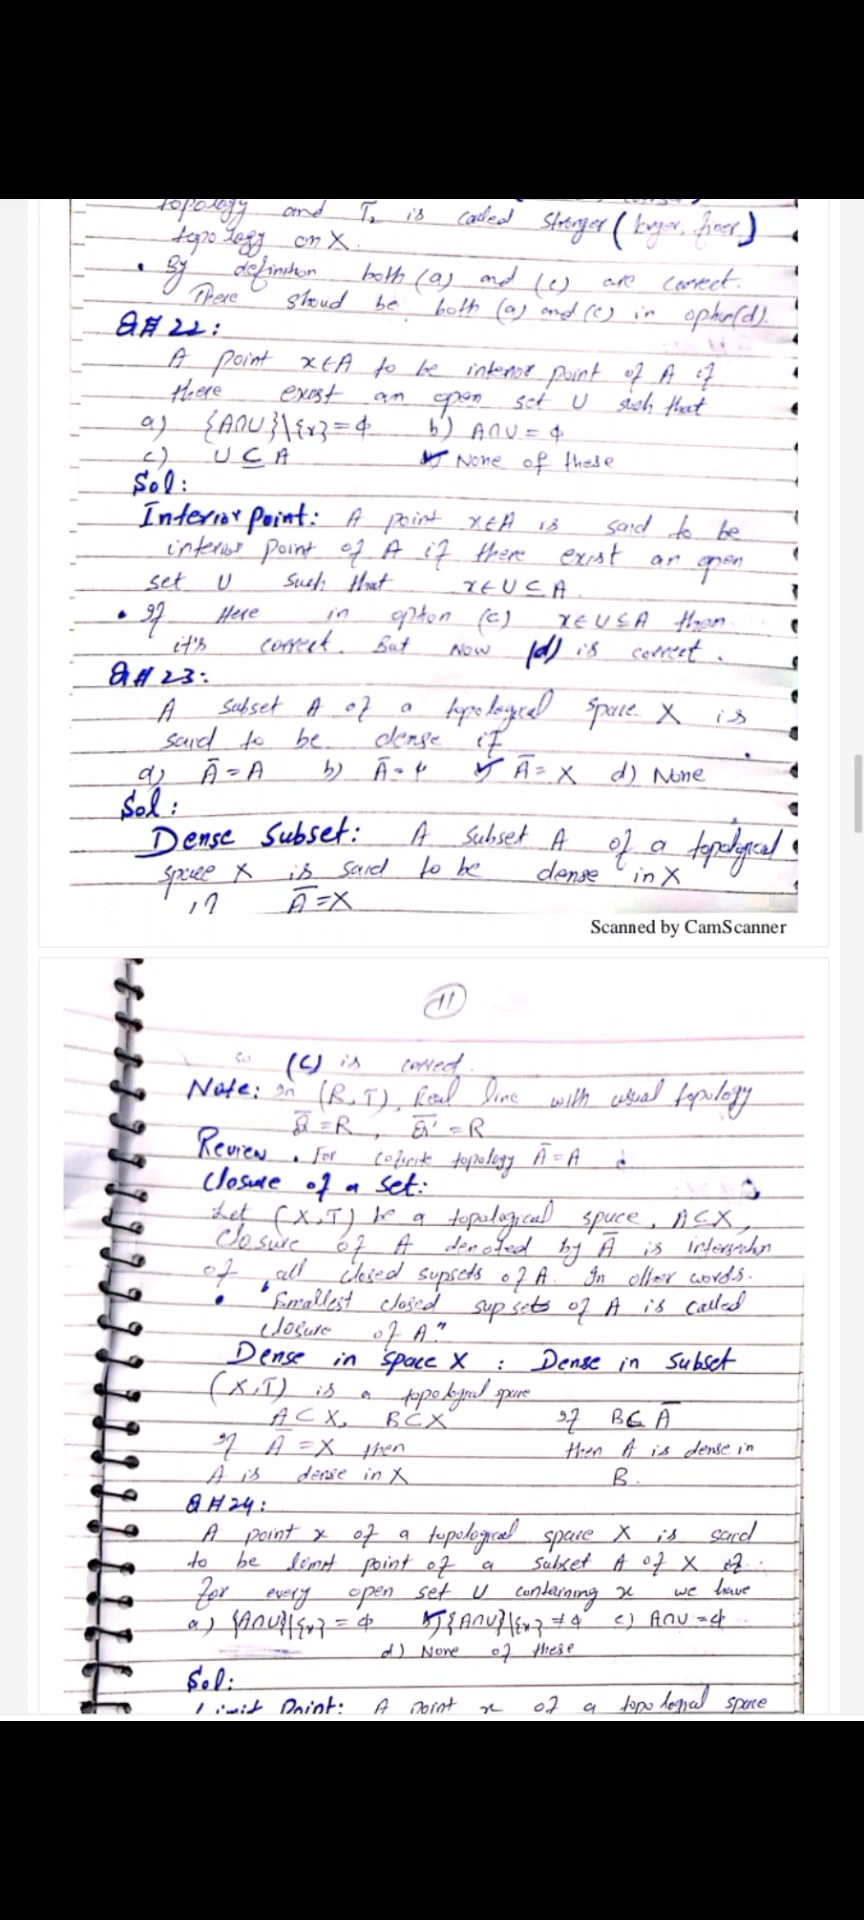 topology and T₂ is called stronger (larger, finer)
topology on X.
• By definition both (a) and (c) are correct.
There shoud be both (a) and (c) in option(d).
Q#22:
A point x∈A to be interior point of A if
there exist an open set U such that
a) {A∩U}\{x}=ϕ b) A∩U=ϕ
c) U⊆A ✓ None of these
Sol:
Interior Point: A point x∈A is said to be
interior point of A if there exist an open
set U such that x∈U⊆A.
• If Here in option (c) x∈U⊆A then
it's correct. But Now (d) is correct.
Q#23:
A subset A of a topological space X is
said to be dense if
a) Ā=A b) Ā=ϕ ✓ Ā=X d) None
Sol:
Dense Subset: A subset A of a topological
space X is said to be dense in X
if Ā=X
Scanned by CamScanner
11
so (c) is correct.
Note: In (R,T), Real line with usual topology
Q̄=R, Q̄'=R
Review • For cofinite topology Ā=A
Closure of a set:
Let (X,T) be a topological space, A⊆X,
Closure of A denoted by Ā is intersection
of all closed supsets of A. In other words.
• "Smallest closed supsets of A is called
closure of A."
Dense in space X : Dense in subset
(X,T) is a topological space
A⊂X, B⊂X If B⊆Ā
If Ā=X then then A is dense in
A is dense in X B.
Q#24:
A point x of a topological space X is said
to be limit point of a subset A of X if
for every open set U containing x we have
a) {A∩U}\{x}=ϕ ✓ {A∩U}\{x}≠ϕ c) A∩U=ϕ
d) None of these
Sol:
Limit Point: A point x of a topological space